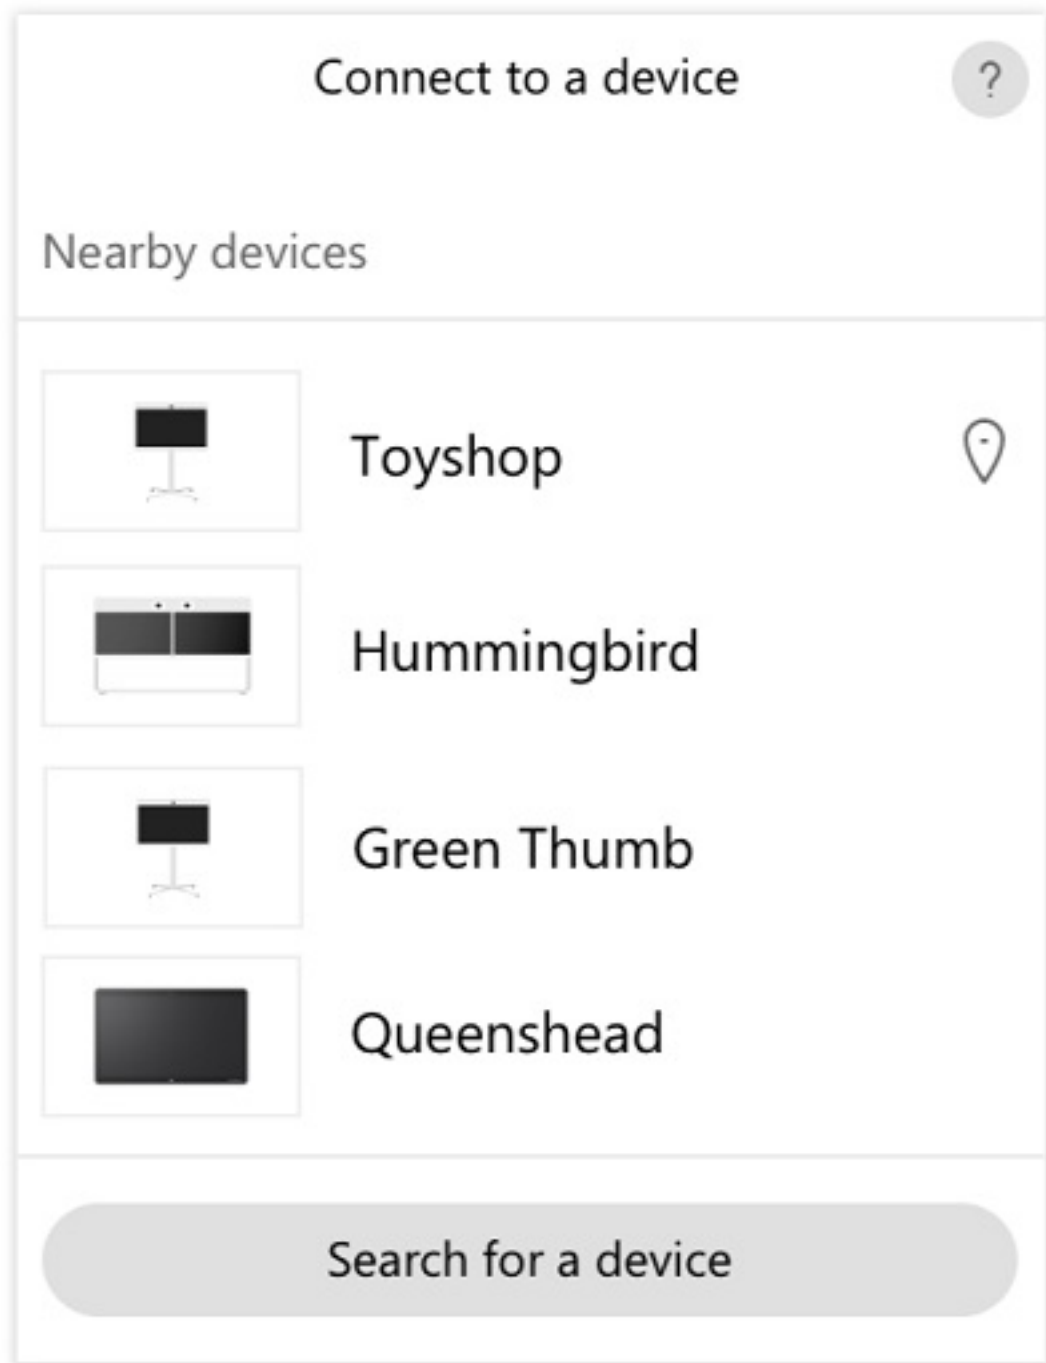 Connect to a device
?
Nearby devices
Toyshop
Hummingbird
Green Thumb
Queenshead
Search for a device